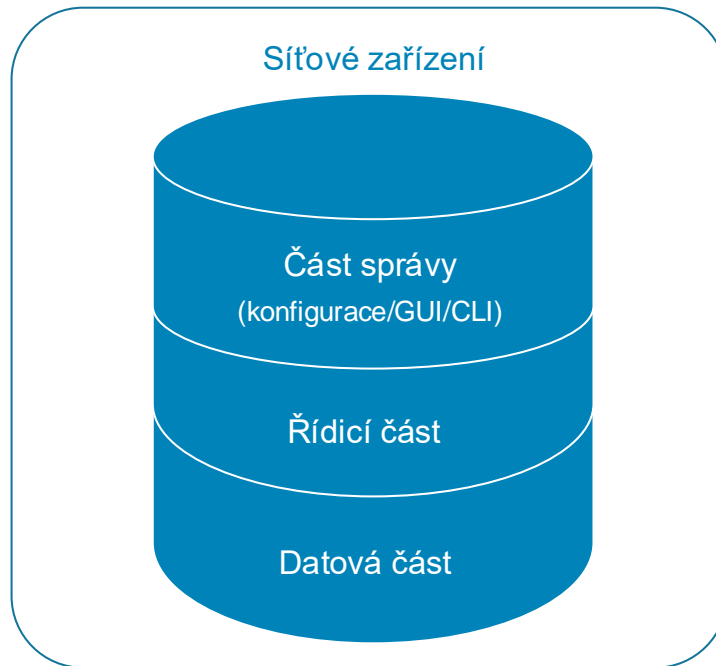 Síťové zařízení
Část správy
(konfigurace/GUI/CLI)
Řídicí část
Datová část